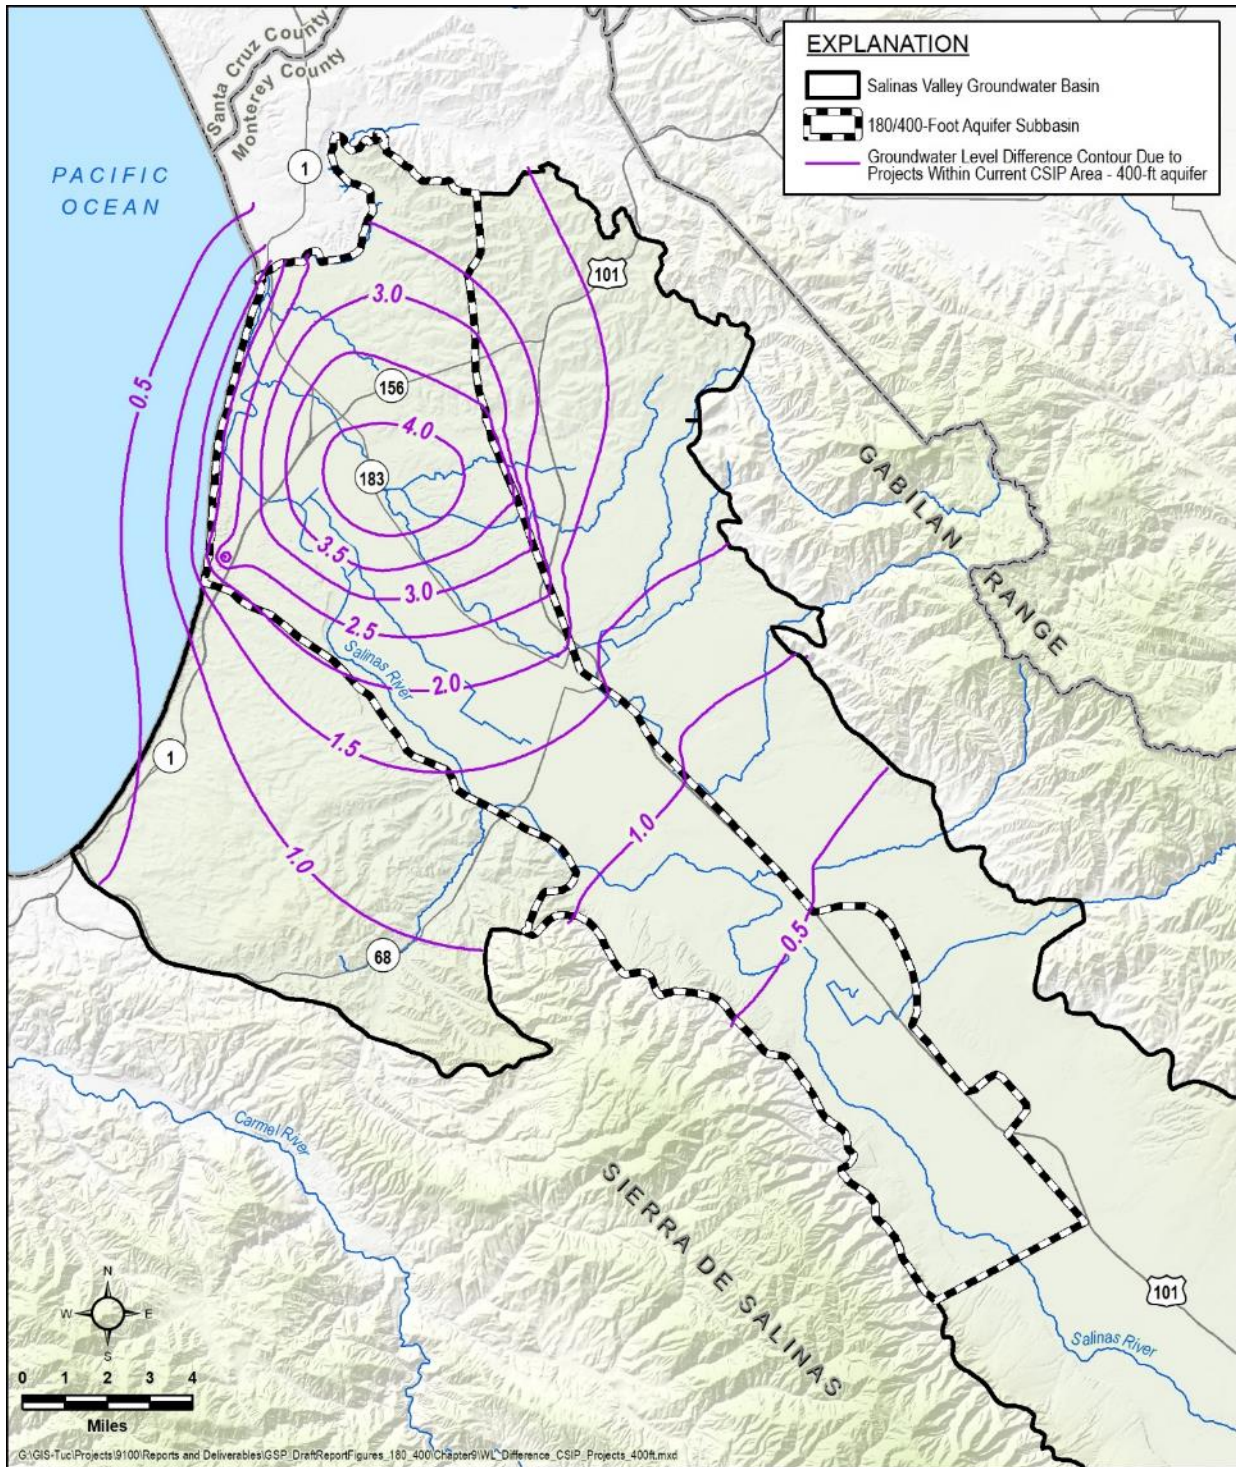 EXPLANATION
Salinas Valley Groundwater Basin
180/400-Foot Aquifer Subbasin
Groundwater Level Difference Contour Due to
Projects Within Current CSIP Area - 400-ft aquifer
Santa Cruz County
Monterey County
PACIFIC
OCEAN
1
101
0.5
3.0
156
4.0
183
3.5
3.0
2.5
2.0
1.5
Salinas River
GABILAN
RANGE
1
1.0
1.0
0.5
68
Carmel River
SIERRA DE SALINAS
101
Salinas River
N
W
E
S
0 1 2 3 4
Miles
G:\GIS-Tuc\Projects\9100\Reports and Deliverables\GSP_DraftReportFigures_180_400\Chapter9\WL_Difference_CSIP_Projects_400ft.mxd